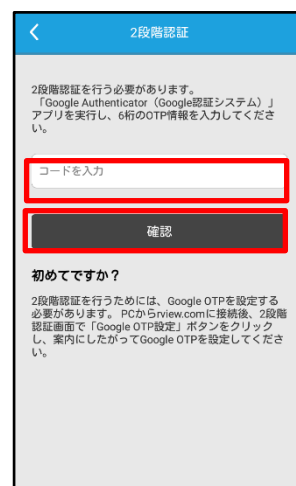 2段階認証
2段階認証を行う必要があります。
「Google Authenticator（Google認証システム）」
アプリを実行し、6桁のOTP情報を入力してくださ
い。
コードを入力
確認
初めてですか？
2段階認証を行うためには、Google OTPを設定する
必要があります。 PCからrview.comに接続後、2段階
認証画面で「Google OTP設定」ボタンをクリック
し、案内にしたがってGoogle OTPを設定してくださ
い。